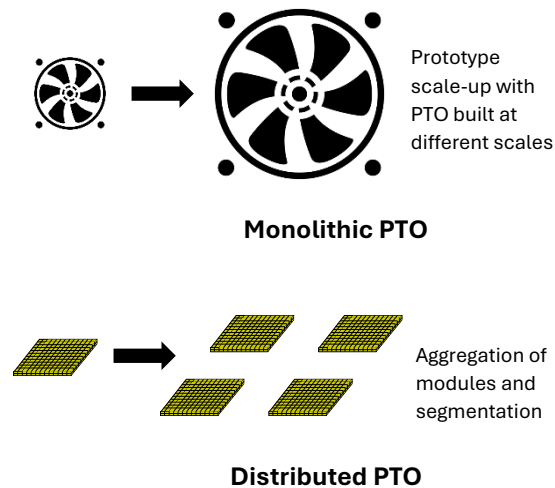 Prototype
scale-up with
PTO built at
different scales
Monolithic PTO
Aggregation of
modules and
segmentation
Distributed PTO